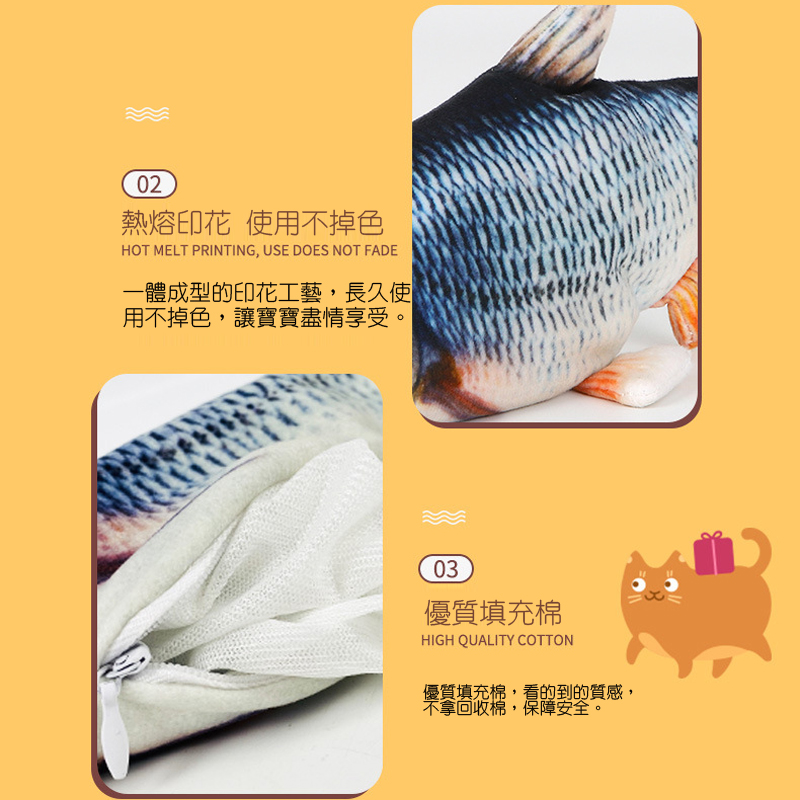 02
熱熔印花 使用不掉色
HOT MELT PRINTING, USE DOES NOT FADE
一體成型的印花工藝，長久使
用不掉色，讓寶寶盡情享受。
03
優質填充棉
HIGH QUALITY COTTON
優質填充棉，看的到的質感，
不拿回收棉，保障安全。